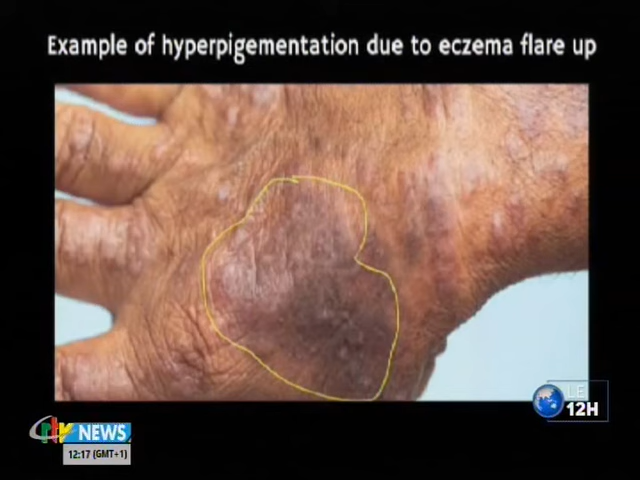 Example of hyperpigementation due to eczema flare up
LE
12H
NEWS
12:17 (GMT+1)